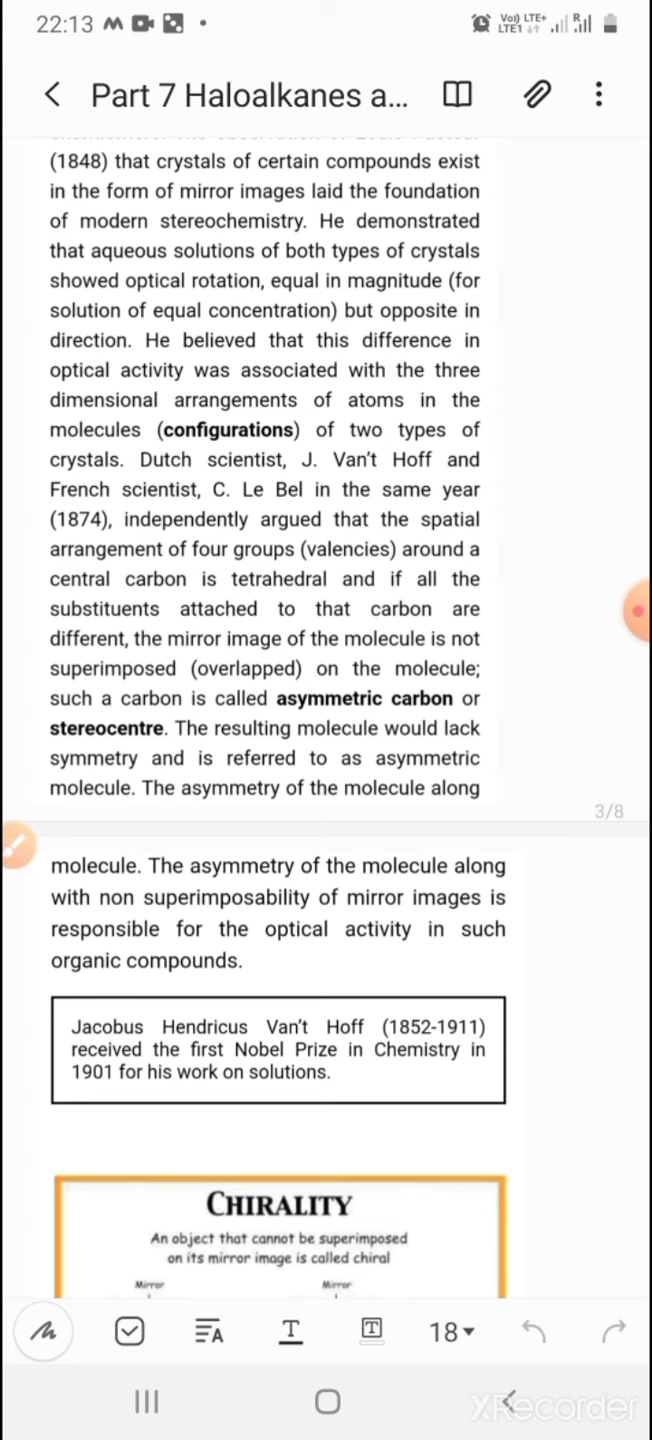 22:13
Vo)) LTE+
LTE1
R
Part 7 Haloalkanes a...
(1848) that crystals of certain compounds exist
in the form of mirror images laid the foundation
of modern stereochemistry. He demonstrated
that aqueous solutions of both types of crystals
showed optical rotation, equal in magnitude (for
solution of equal concentration) but opposite in
direction. He believed that this difference in
optical activity was associated with the three
dimensional arrangements of atoms in the
molecules (configurations) of two types of
crystals. Dutch scientist, J. Van't Hoff and
French scientist, C. Le Bel in the same year
(1874), independently argued that the spatial
arrangement of four groups (valencies) around a
central carbon is tetrahedral and if all the
substituents attached to that carbon are
different, the mirror image of the molecule is not
superimposed (overlapped) on the molecule;
such a carbon is called asymmetric carbon or
stereocentre. The resulting molecule would lack
symmetry and is referred to as asymmetric
molecule. The asymmetry of the molecule along
3/8
molecule. The asymmetry of the molecule along
with non superimposability of mirror images is
responsible for the optical activity in such
organic compounds.
Jacobus Hendricus Van't Hoff (1852-1911)
received the first Nobel Prize in Chemistry in
1901 for his work on solutions.
CHIRALITY
An object that cannot be superimposed
on its mirror image is called chiral
Mirror Mirror
18
XRecorder